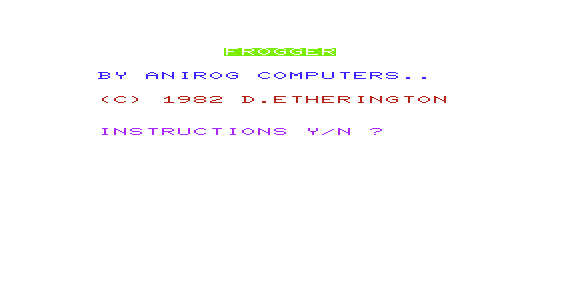 FROGGER
BY ANIROG COMPUTERS..
(C) 1982 D.ETHERINGTON
INSTRUCTIONS Y/N ?